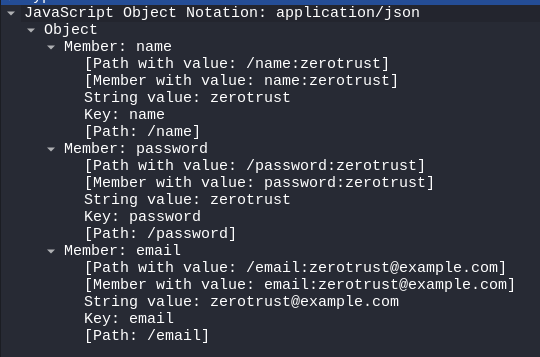 JavaScript Object Notation: application/json
Object
Member: name
[Path with value: /name:zerotrust]
[Member with value: name:zerotrust]
String value: zerotrust
Key: name
[Path: /name]
Member: password
[Path with value: /password:zerotrust]
[Member with value: password:zerotrust]
String value: zerotrust
Key: password
[Path: /password]
Member: email
[Path with value: /email:zerotrust@example.com]
[Member with value: email:zerotrust@example.com]
String value: zerotrust@example.com
Key: email
[Path: /email]